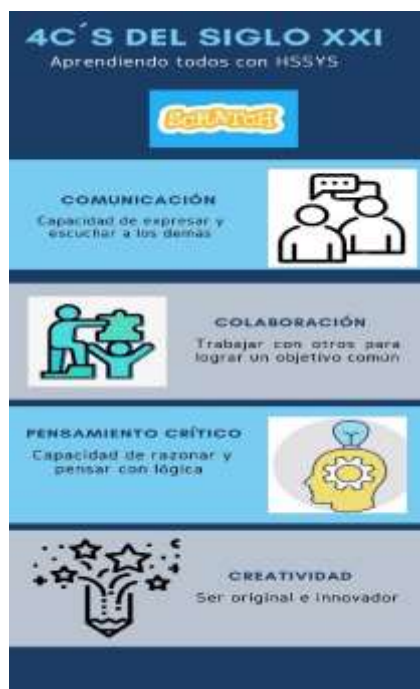 4C´S DEL SIGLO XXI
Aprendiendo todos con HSSYS
SCRATCH
COMUNICACIÓN
Capacidad de expresar y
escuchar a los demás
COLABORACIÓN
Trabajar con otros para
lograr un objetivo común
PENSAMIENTO CRÍTICO
Capacidad de razonar y
pensar con lógica
CREATIVIDAD
Ser original e innovador